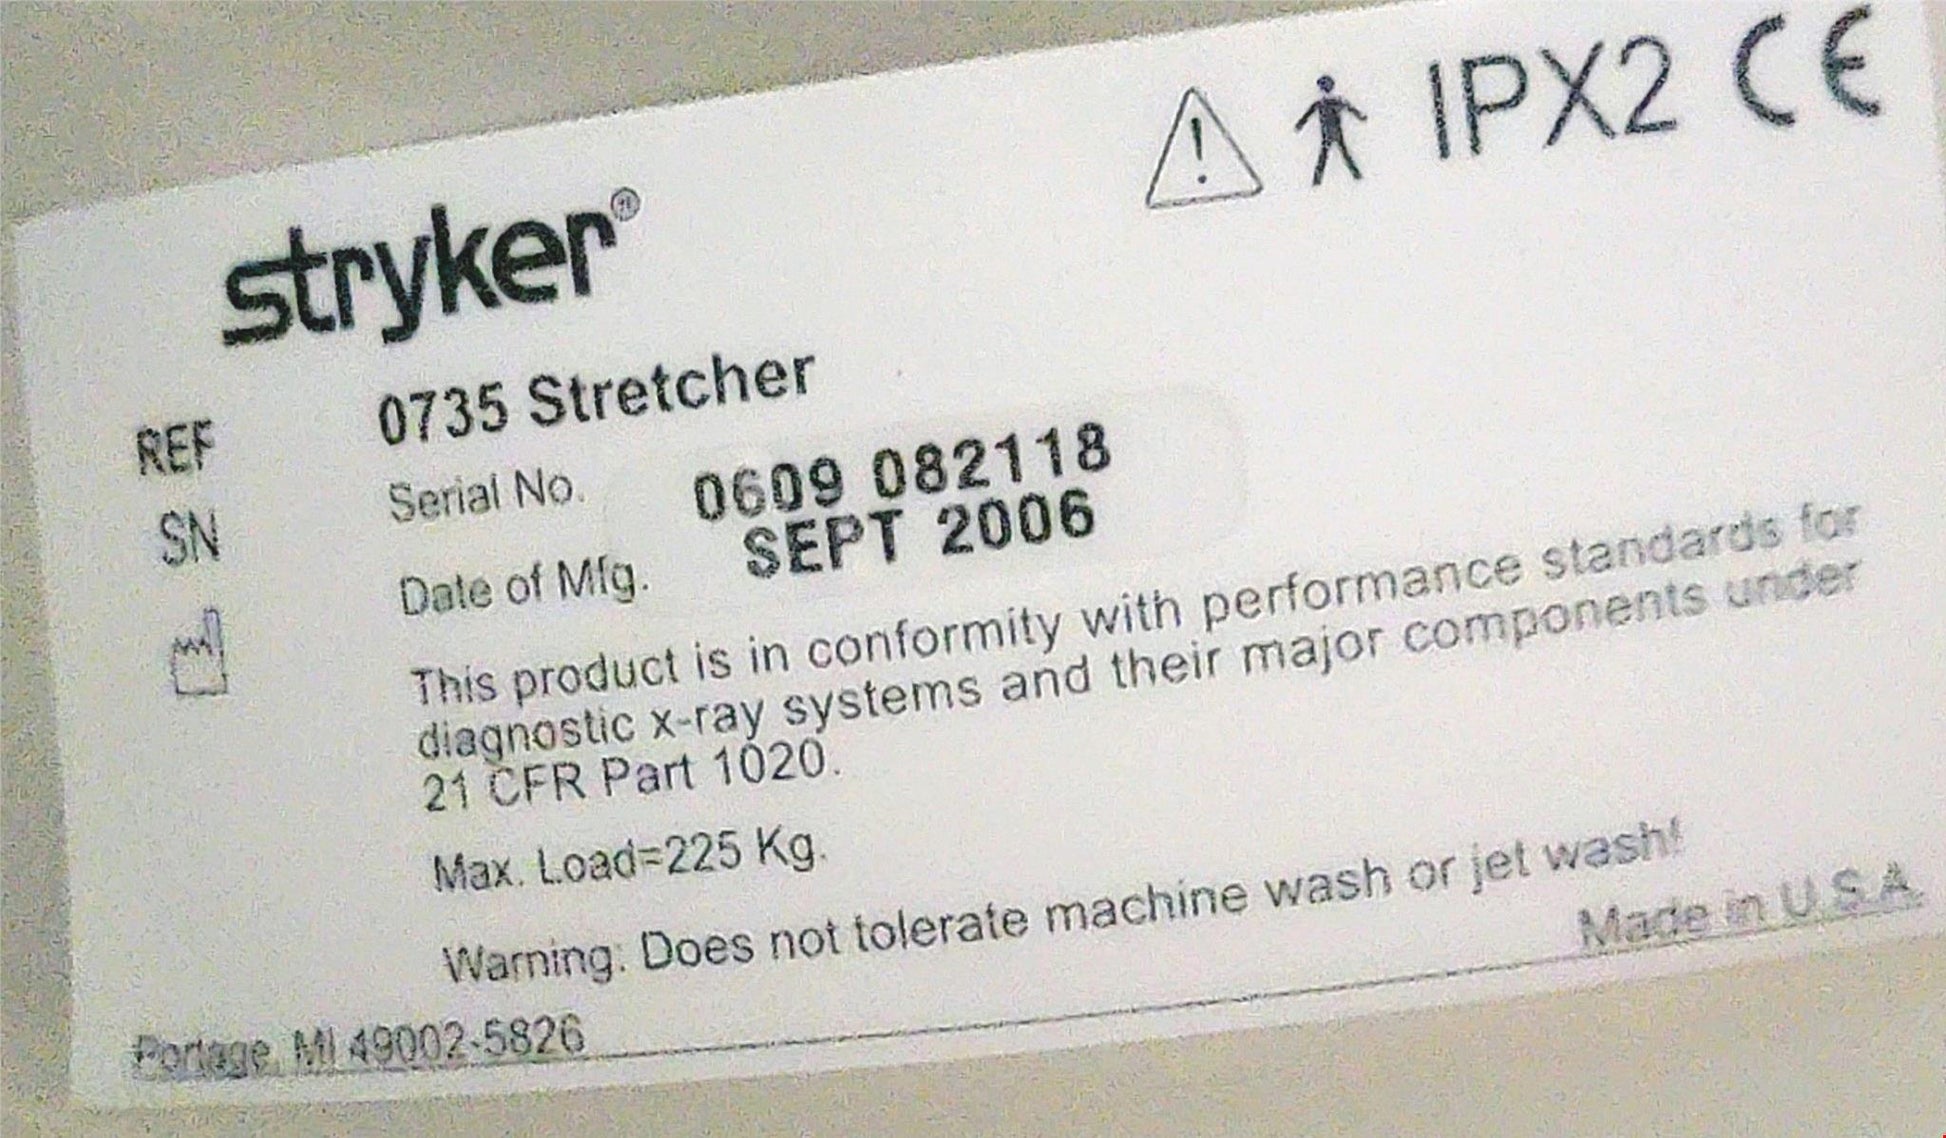 IPX2 CE
stryker®
REF 0735 Stretcher
SN Serial No. 0609 082118
Date of Mfg. SEPT 2006
This product is in conformity with performance standards for
diagnostic x-ray systems and their major components under
21 CFR Part 1020.
Max. Load=225 Kg.
Warning: Does not tolerate machine wash or jet wash!
Made in U.S.A.
Portage, MI 49002-5826